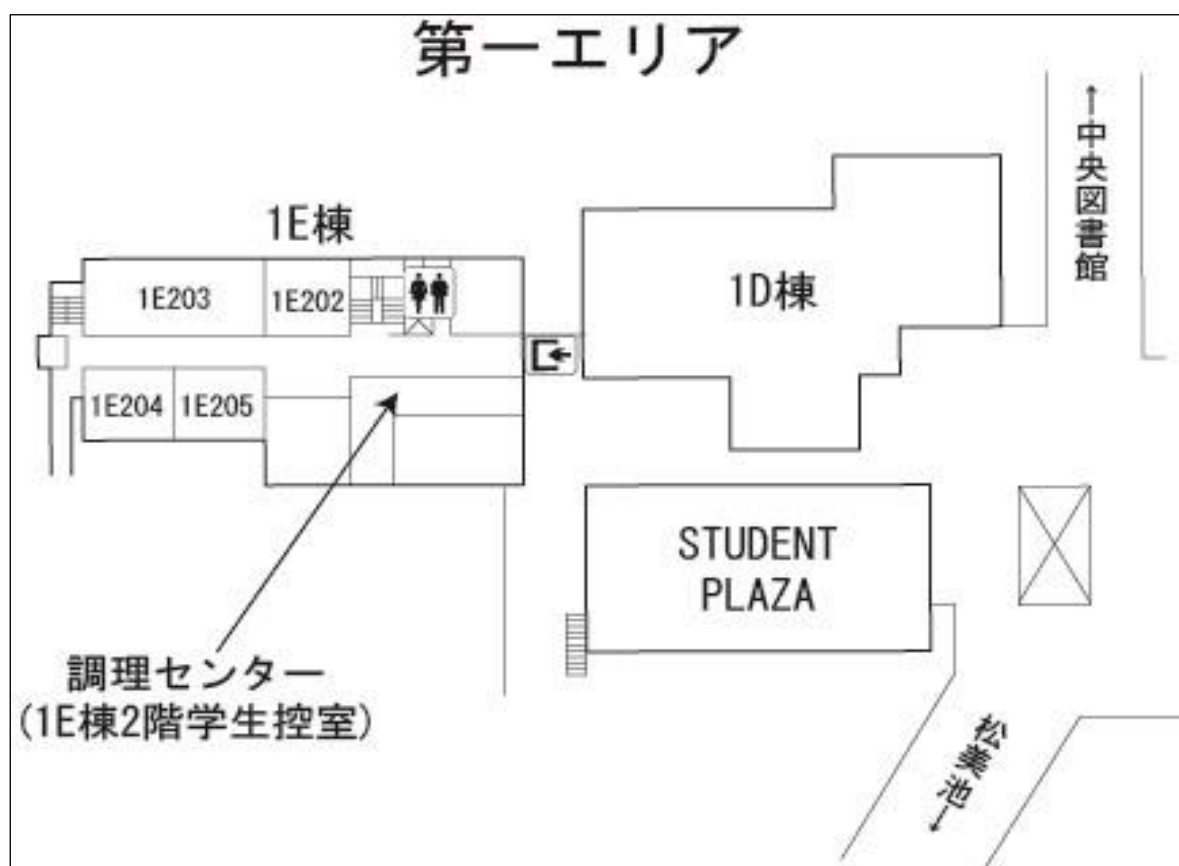 第一エリア
↑中央図書館
1E棟
1E203
1E202
1D棟
1E204
1E205
STUDENT
PLAZA
調理センター
(1E棟2階学生控室)
松美池↓